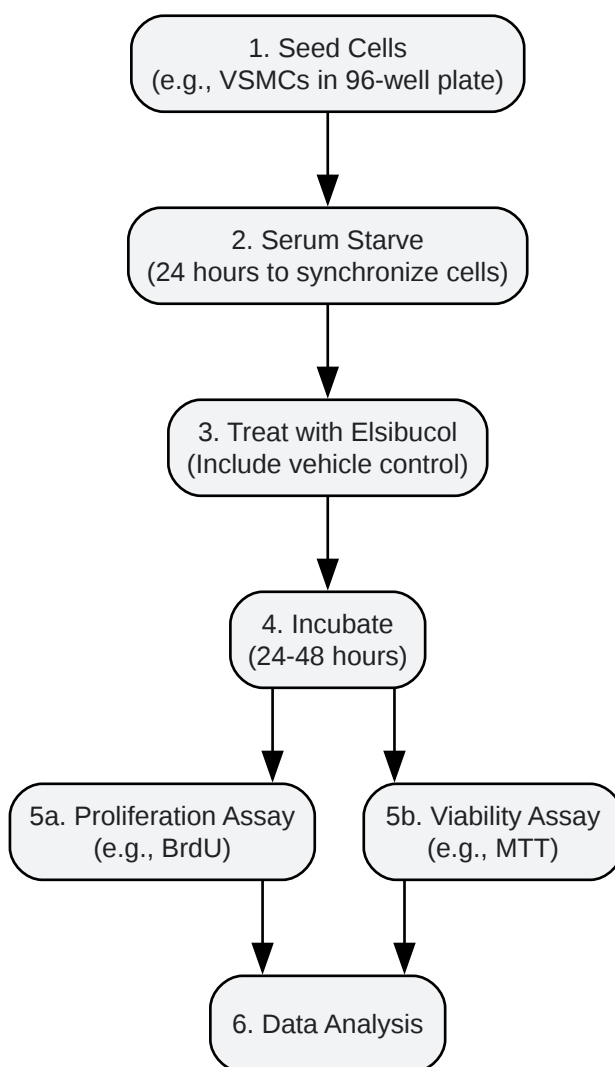 1. Seed Cells
(e.g., VSMCs in 96-well plate)
2. Serum Starve
(24 hours to synchronize cells)
3. Treat with Elsibucol
(Include vehicle control)
4. Incubate
(24-48 hours)
5a. Proliferation Assay
(e.g., BrdU)
5b. Viability Assay
(e.g., MTT)
6. Data Analysis